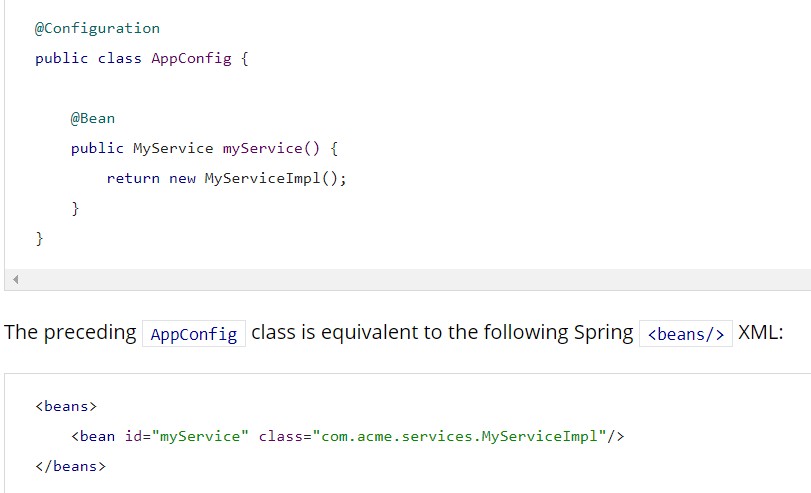 @Configuration
public class AppConfig {
@Bean
public MyService myService() {
return new MyServiceImpl();
}
}
The preceding AppConfig class is equivalent to the following Spring <beans/> XML:
<beans>
<bean id="myService" class="com.acme.services.MyServiceImpl"/>
</beans>